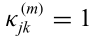 κ_{jk}^{(m)} = 1